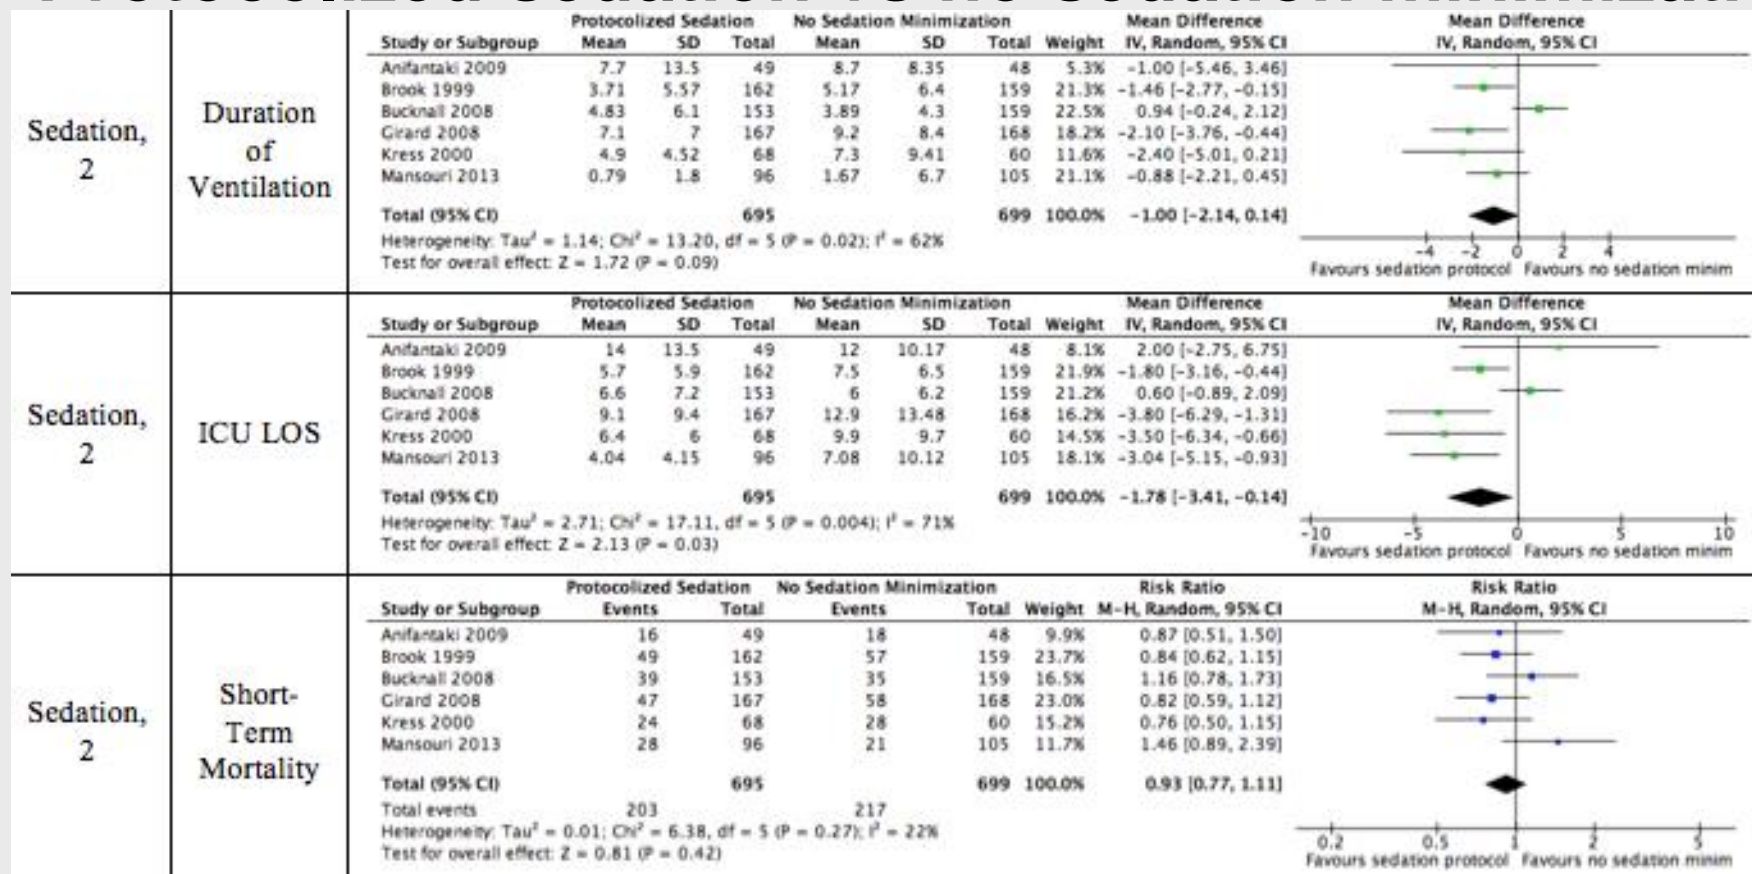 Protocolized Sedation vs no Sedation Minimizat
Sedation, 2
Duration of Ventilation
Protocolized Sedation No Sedation Minimization Mean Difference Mean Difference
Study or Subgroup Mean SD Total Mean SD Total Weight IV, Random, 95% CI IV, Random, 95% CI
Anifantaki 2009 7.7 13.5 49 8.7 8.35 48 5.3% -1.00 [-5.46, 3.46]
Brook 1999 3.71 5.57 162 5.17 6.4 159 21.3% -1.46 [-2.77, -0.15]
Bucknall 2008 4.83 6.1 153 3.89 4.3 159 22.5% 0.94 [-0.24, 2.12]
Girard 2008 7.1 7 167 9.2 8.4 168 18.2% -2.10 [-3.76, -0.44]
Kress 2000 4.9 4.52 68 7.3 9.41 60 11.6% -2.40 [-5.01, 0.21]
Mansouri 2013 0.79 1.8 96 1.67 6.7 105 21.1% -0.88 [-2.21, 0.45]
Total (95% CI) 695 699 100.0% -1.00 [-2.14, 0.14]
Heterogeneity: Tau² = 1.14; Chi² = 13.20, df = 5 (P = 0.02); I² = 62%
Test for overall effect: Z = 1.72 (P = 0.09)
-4 -2 0 2 4
Favours sedation protocol Favours no sedation minim
Sedation, 2
ICU LOS
Protocolized Sedation No Sedation Minimization Mean Difference Mean Difference
Study or Subgroup Mean SD Total Mean SD Total Weight IV, Random, 95% CI IV, Random, 95% CI
Anifantaki 2009 14 13.5 49 12 10.17 48 8.1% 2.00 [-2.75, 6.75]
Brook 1999 5.7 5.9 162 7.5 6.5 159 21.9% -1.80 [-3.16, -0.44]
Bucknall 2008 6.6 7.2 153 6 6.2 159 21.2% 0.60 [-0.89, 2.09]
Girard 2008 9.1 9.4 167 12.9 13.48 168 16.2% -3.80 [-6.29, -1.31]
Kress 2000 6.4 6 68 9.9 9.7 60 14.5% -3.50 [-6.34, -0.66]
Mansouri 2013 4.04 4.15 96 7.08 10.12 105 18.1% -3.04 [-5.15, -0.93]
Total (95% CI) 695 699 100.0% -1.78 [-3.41, -0.14]
Heterogeneity: Tau² = 2.71; Chi² = 17.11, df = 5 (P = 0.004); I² = 71%
Test for overall effect: Z = 2.13 (P = 0.03)
-10 -5 0 5 10
Favours sedation protocol Favours no sedation minim
Sedation, 2
Short-Term Mortality
Protocolized Sedation No Sedation Minimization Risk Ratio Risk Ratio
Study or Subgroup Events Total Events Total Weight M-H, Random, 95% CI M-H, Random, 95% CI
Anifantaki 2009 16 49 18 48 9.9% 0.87 [0.51, 1.50]
Brook 1999 49 162 57 159 23.7% 0.84 [0.62, 1.15]
Bucknall 2008 39 153 35 159 16.5% 1.16 [0.78, 1.73]
Girard 2008 47 167 58 168 23.0% 0.82 [0.59, 1.12]
Kress 2000 24 68 28 60 15.2% 0.76 [0.50, 1.15]
Mansouri 2013 28 96 21 105 11.7% 1.46 [0.89, 2.39]
Total (95% CI) 695 699 100.0% 0.93 [0.77, 1.11]
Total events 203 217
Heterogeneity: Tau² = 0.01; Chi² = 6.38, df = 5 (P = 0.27); I² = 22%
Test for overall effect: Z = 0.81 (P = 0.42)
0.2 0.5 1 2 5
Favours sedation protocol Favours no sedation minim